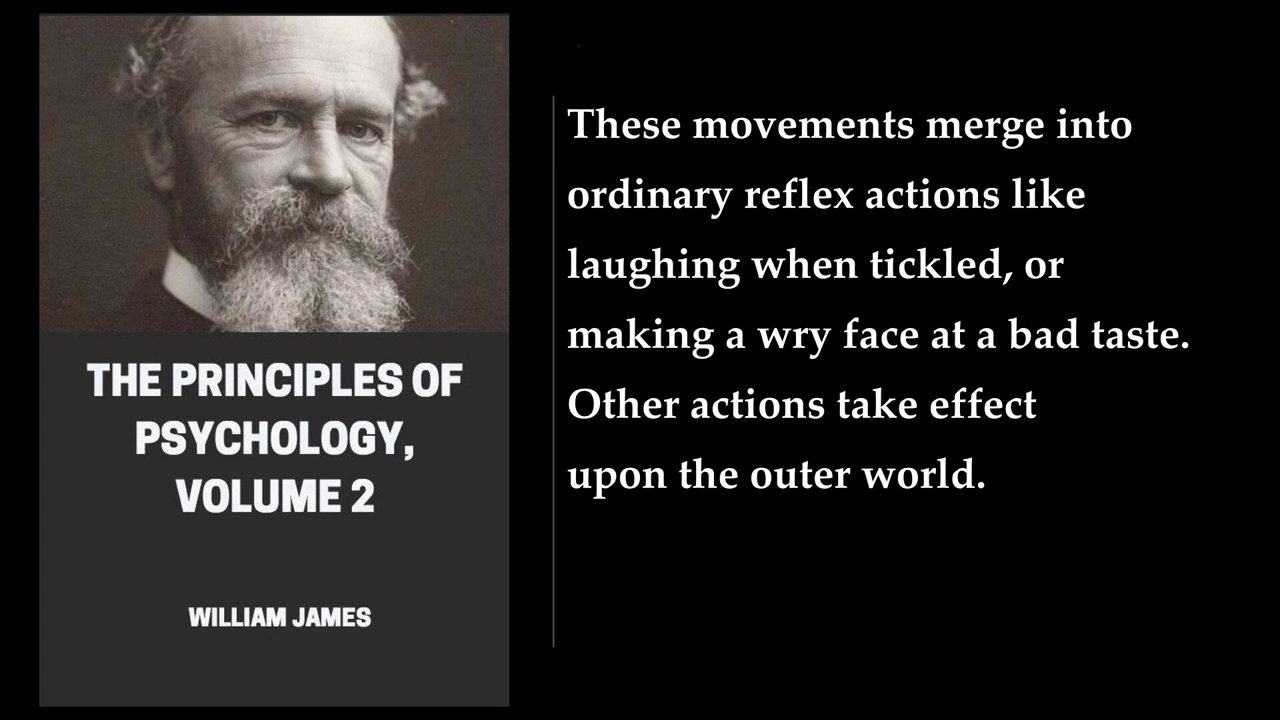 THE PRINCIPLES OF
PSYCHOLOGY,
VOLUME 2
WILLIAM JAMES
These movements merge into
ordinary reflex actions like
laughing when tickled, or
making a wry face at a bad taste.
Other actions take effect
upon the outer world.